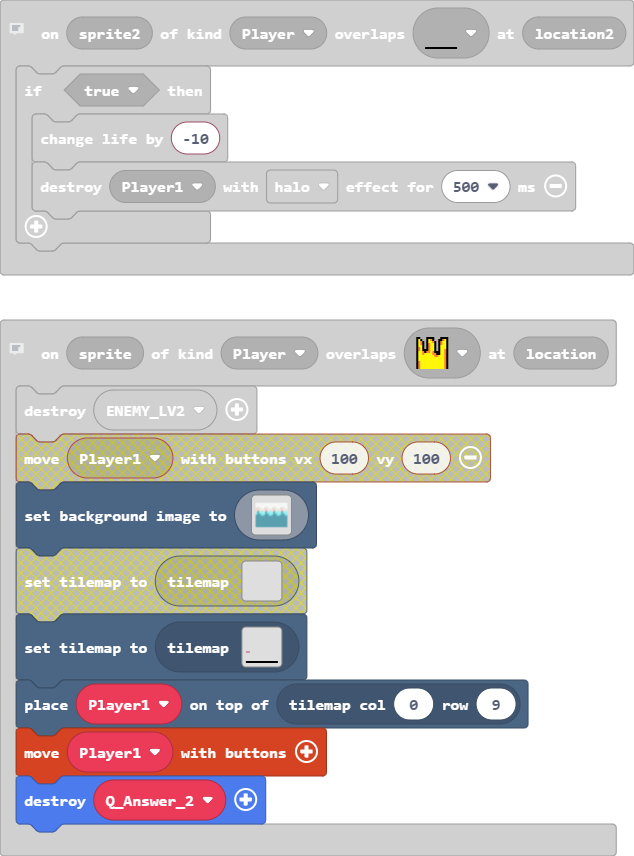 on sprite2 of kind Player overlaps at location2
if true then
change life by -10
destroy Player1 with halo effect for 500 ms
on sprite of kind Player overlaps at location
destroy ENEMY_LV2
move Player1 with buttons vx 100 vy 100
set background image to
set tilemap to tilemap
set tilemap to tilemap
place Player1 on top of tilemap col 0 row 9
move Player1 with buttons
destroy Q_Answer_2